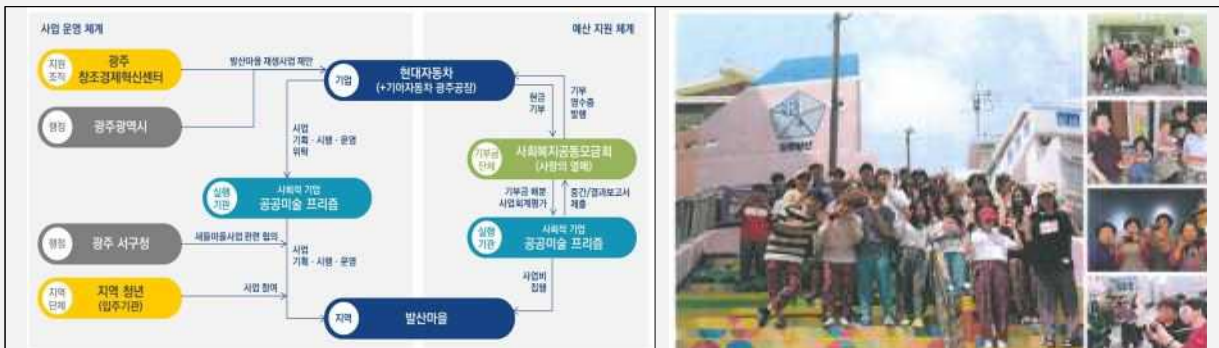 사업 운영 체계
예산 지원 체계
지원
조직
광주
창조경제혁신센터
발산마을 재생사업 제안
기업
현대자동차
(+기아자동차 광주공장)
행정
광주광역시
사업
기획·시행·운영
위탁
현금
기부
기부
영수증
발행
기부금
단체
사회복지공동모금회
(사랑의 열매)
실행
기관
사회적 기업
공공미술 프리즘
기부금 배분
사업회계평가
중간/결과보고서
제출
행정
광주 서구청
새뜰마을사업 관련 협의
사업
기획·시행·운영
실행
기관
사회적 기업
공공미술 프리즘
지역
단체
지역 청년
(입주기관)
사업 참여
사업비
집행
지역
발산마을